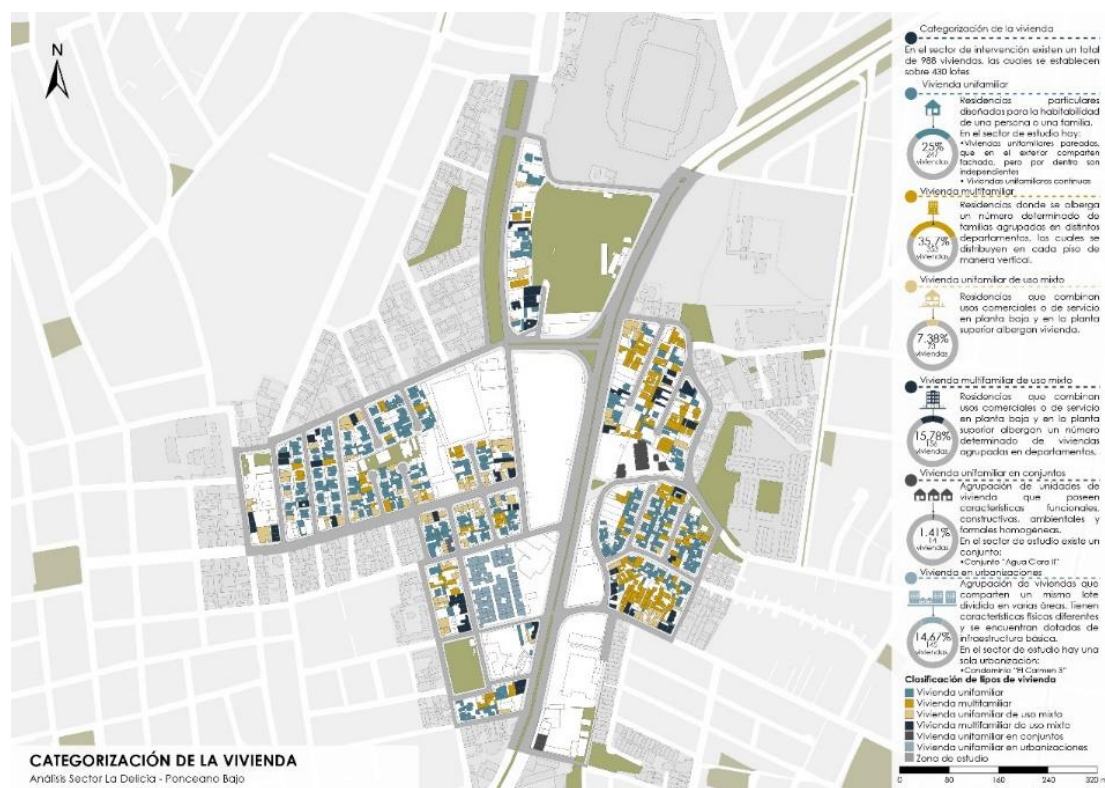 N
Categorización de la vivienda
En el sector de intervención existen un total
de 988 viviendas, las cuales se establecen
sobre 430 lotes
Vivienda unifamiliar
Residencias particulares
diseñadas para la habitabilidad
de una persona o una familia.
En el sector de estudio hay:
•Viviendas unifamiliares pareadas,
que en el exterior comparten
fachada, pero por dentro son
independientes
• Viviendas unifamiliares continuas
25%
247
viviendas
Vivienda multifamiliar
Residencias donde se alberga
un número determinado de
familias agrupadas en distintos
departamentos, los cuales se
distribuyen en cada piso de
manera vertical.
35,7%
viviendas
Vivienda unifamiliar de uso mixto
Residencias que combinan
usos comerciales o de servicio
en planta baja y en la planta
superior albergan vivienda.
7.38%
73
viviendas
Vivienda multifamiliar de uso mixto
Residencias que combinan
usos comerciales o de servicio
en planta baja y en la planta
superior albergan un número
determinado de viviendas
agrupadas en departamentos.
15,78%
156
viviendas
Vivienda unifamiliar en conjuntos
Agrupación de unidades de
vivienda que poseen
características funcionales,
constructivas, ambientales y
formales homogéneas.
En el sector de estudio existe un
conjunto:
•Conjunto "Agua Clara II"
1.41%
14
viviendas
Vivienda en urbanizaciones
Agrupación de viviendas que
comparten un mismo lote
dividido en varias áreas. Tienen
características físicas diferentes
y se encuentran dotadas de
infraestructura básica.
En el sector de estudio hay una
sola urbanización:
•Condominio "El Carmen 3"
14,67%
145
viviendas
Clasificación de tipos de vivienda
Vivienda unifamiliar
Vivienda multifamiliar
Vivienda unifamiliar de uso mixto
Vivienda multifamiliar de uso mixto
Vivienda unifamiliar en conjuntos
Vivienda unifamiliar en urbanizaciones
Zona de estudio
0 80 160 240 320 m
CATEGORIZACIÓN DE LA VIVIENDA
Análisis Sector La Delicia - Ponceano Bajo